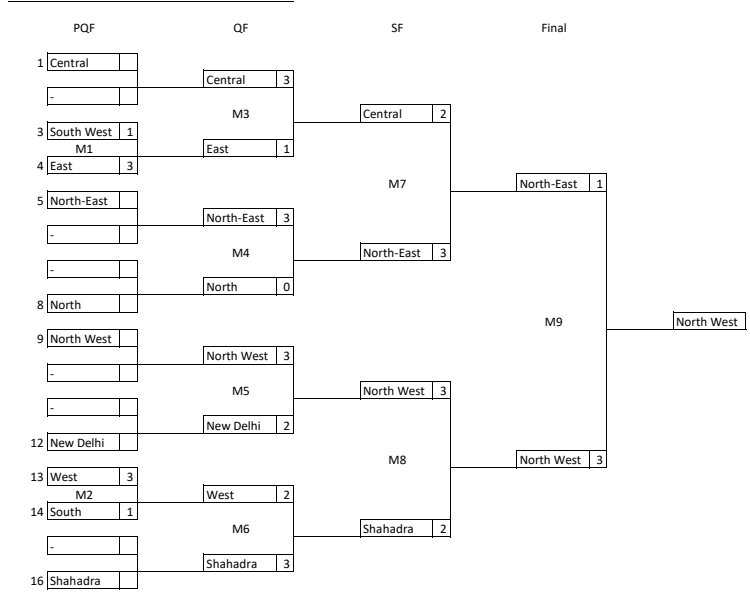 PQF QF SF Final
1 Central
Central 3
-
M3
Central 2
3 South West 1
M1
East 1
4 East 3
M7
North-East 1
5 North-East
North-East 3
-
M4
North-East 3
-
North 0
8 North
M9
North West
9 North West
North West 3
-
M5
North West 3
-
New Delhi 2
12 New Delhi
M8
North West 3
13 West 3
M2
West 2
14 South 1
M6
Shahadra 2
-
Shahadra 3
16 Shahadra